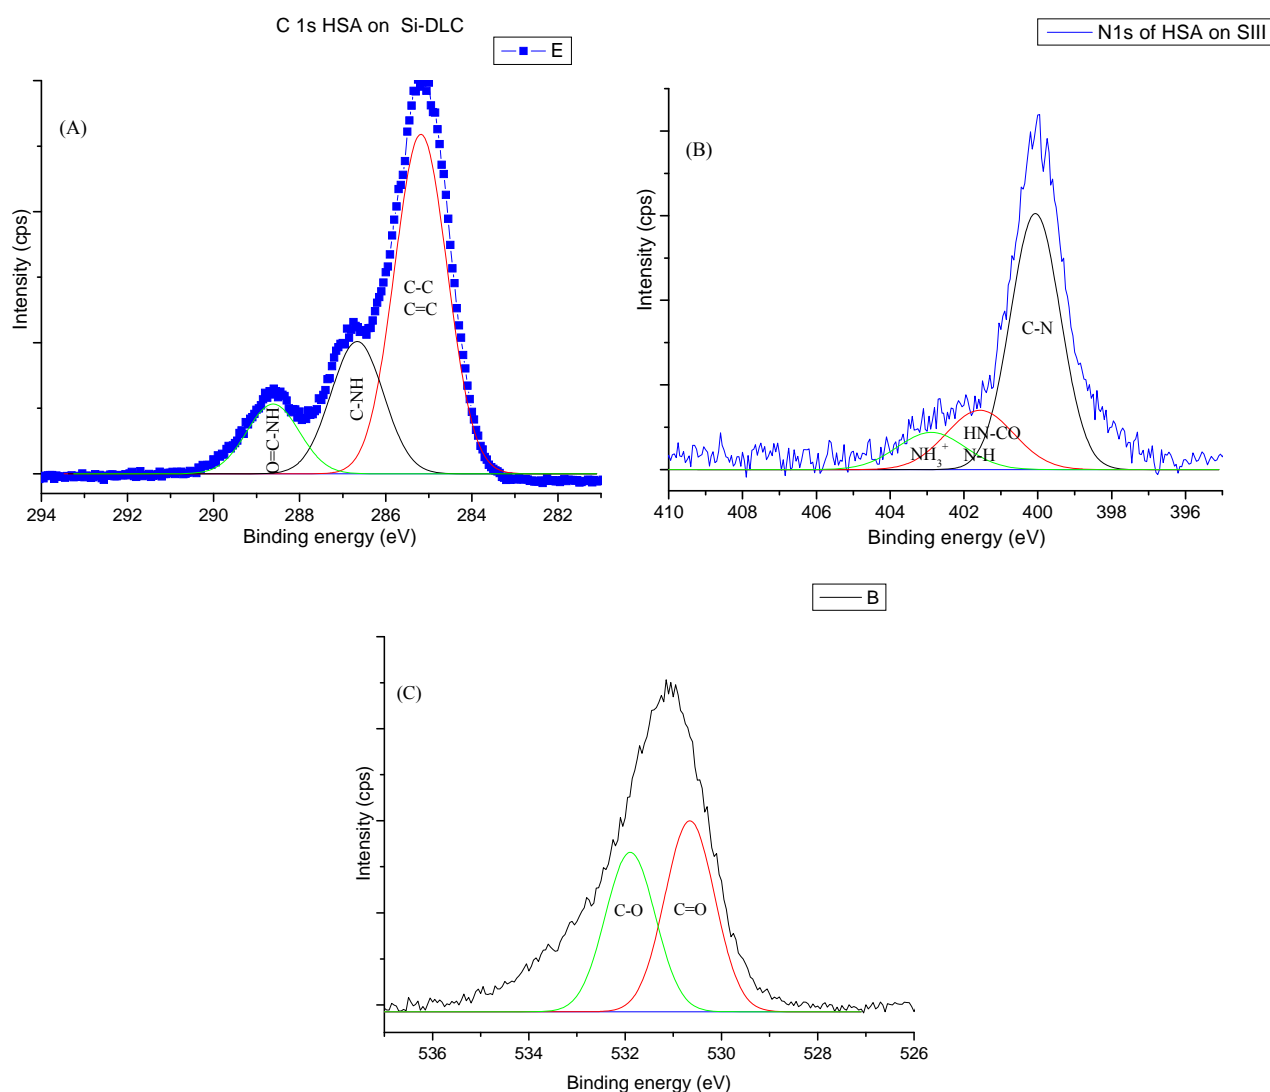 C 1s HSA on Si-DLC
E
(A)
Intensity (cps)
C-C
C=C
C-NH
O=C-NH
294 292 290 288 286 284 282
Binding energy (eV)
N1s of HSA on SIII
(B)
Intensity (cps)
C-N
HN-CO
NH3+ N-H
410 408 406 404 402 400 398 396
Binding energy (eV)
B
(C)
Intensity (cps)
C-O C=O
536 534 532 530 528 526
Binding energy (eV)